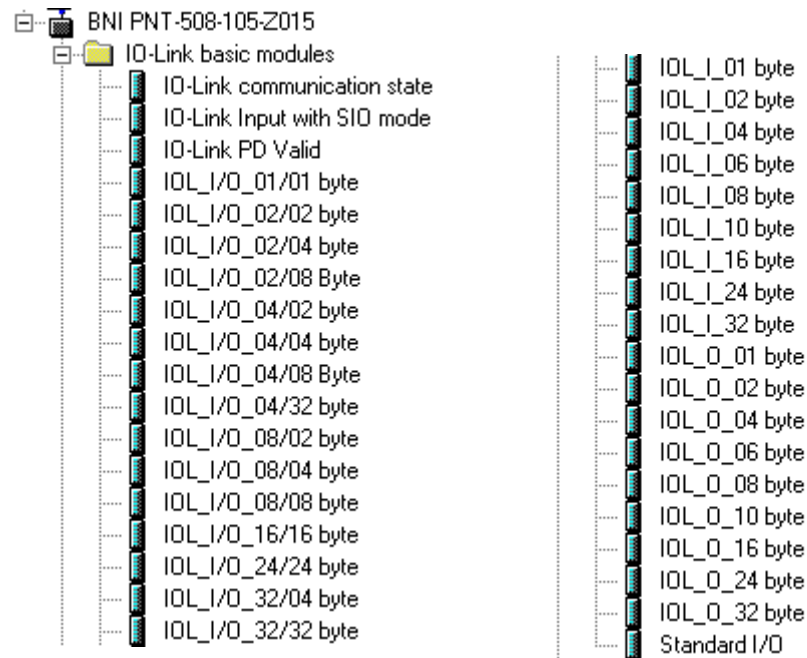 BNI PNT-508-105-Z015
IO-Link basic modules
IO-Link communication state
IO-Link Input with SIO mode
IO-Link PD Valid
IOL_I/O_01/01 byte
IOL_I/O_02/02 byte
IOL_I/O_02/04 byte
IOL_I/O_02/08 Byte
IOL_I/O_04/02 byte
IOL_I/O_04/04 byte
IOL_I/O_04/08 Byte
IOL_I/O_04/32 byte
IOL_I/O_08/02 byte
IOL_I/O_08/04 byte
IOL_I/O_08/08 byte
IOL_I/O_16/16 byte
IOL_I/O_24/24 byte
IOL_I/O_32/04 byte
IOL_I/O_32/32 byte
IOL_I_01 byte
IOL_I_02 byte
IOL_I_04 byte
IOL_I_06 byte
IOL_I_08 byte
IOL_I_10 byte
IOL_I_16 byte
IOL_I_24 byte
IOL_I_32 byte
IOL_O_01 byte
IOL_O_02 byte
IOL_O_04 byte
IOL_O_06 byte
IOL_O_08 byte
IOL_O_10 byte
IOL_O_16 byte
IOL_O_24 byte
IOL_O_32 byte
Standard I/O